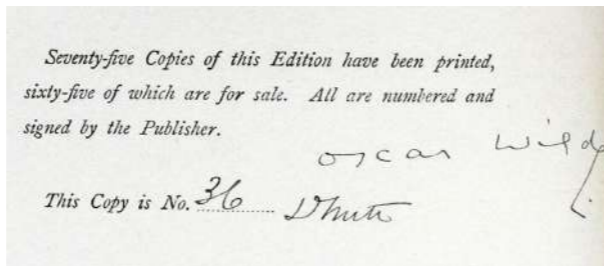 Seventy-five Copies of this Edition have been printed,
sixty-five of which are for sale. All are numbered and
signed by the Publisher.
oscar wilde
This Copy is No. 36